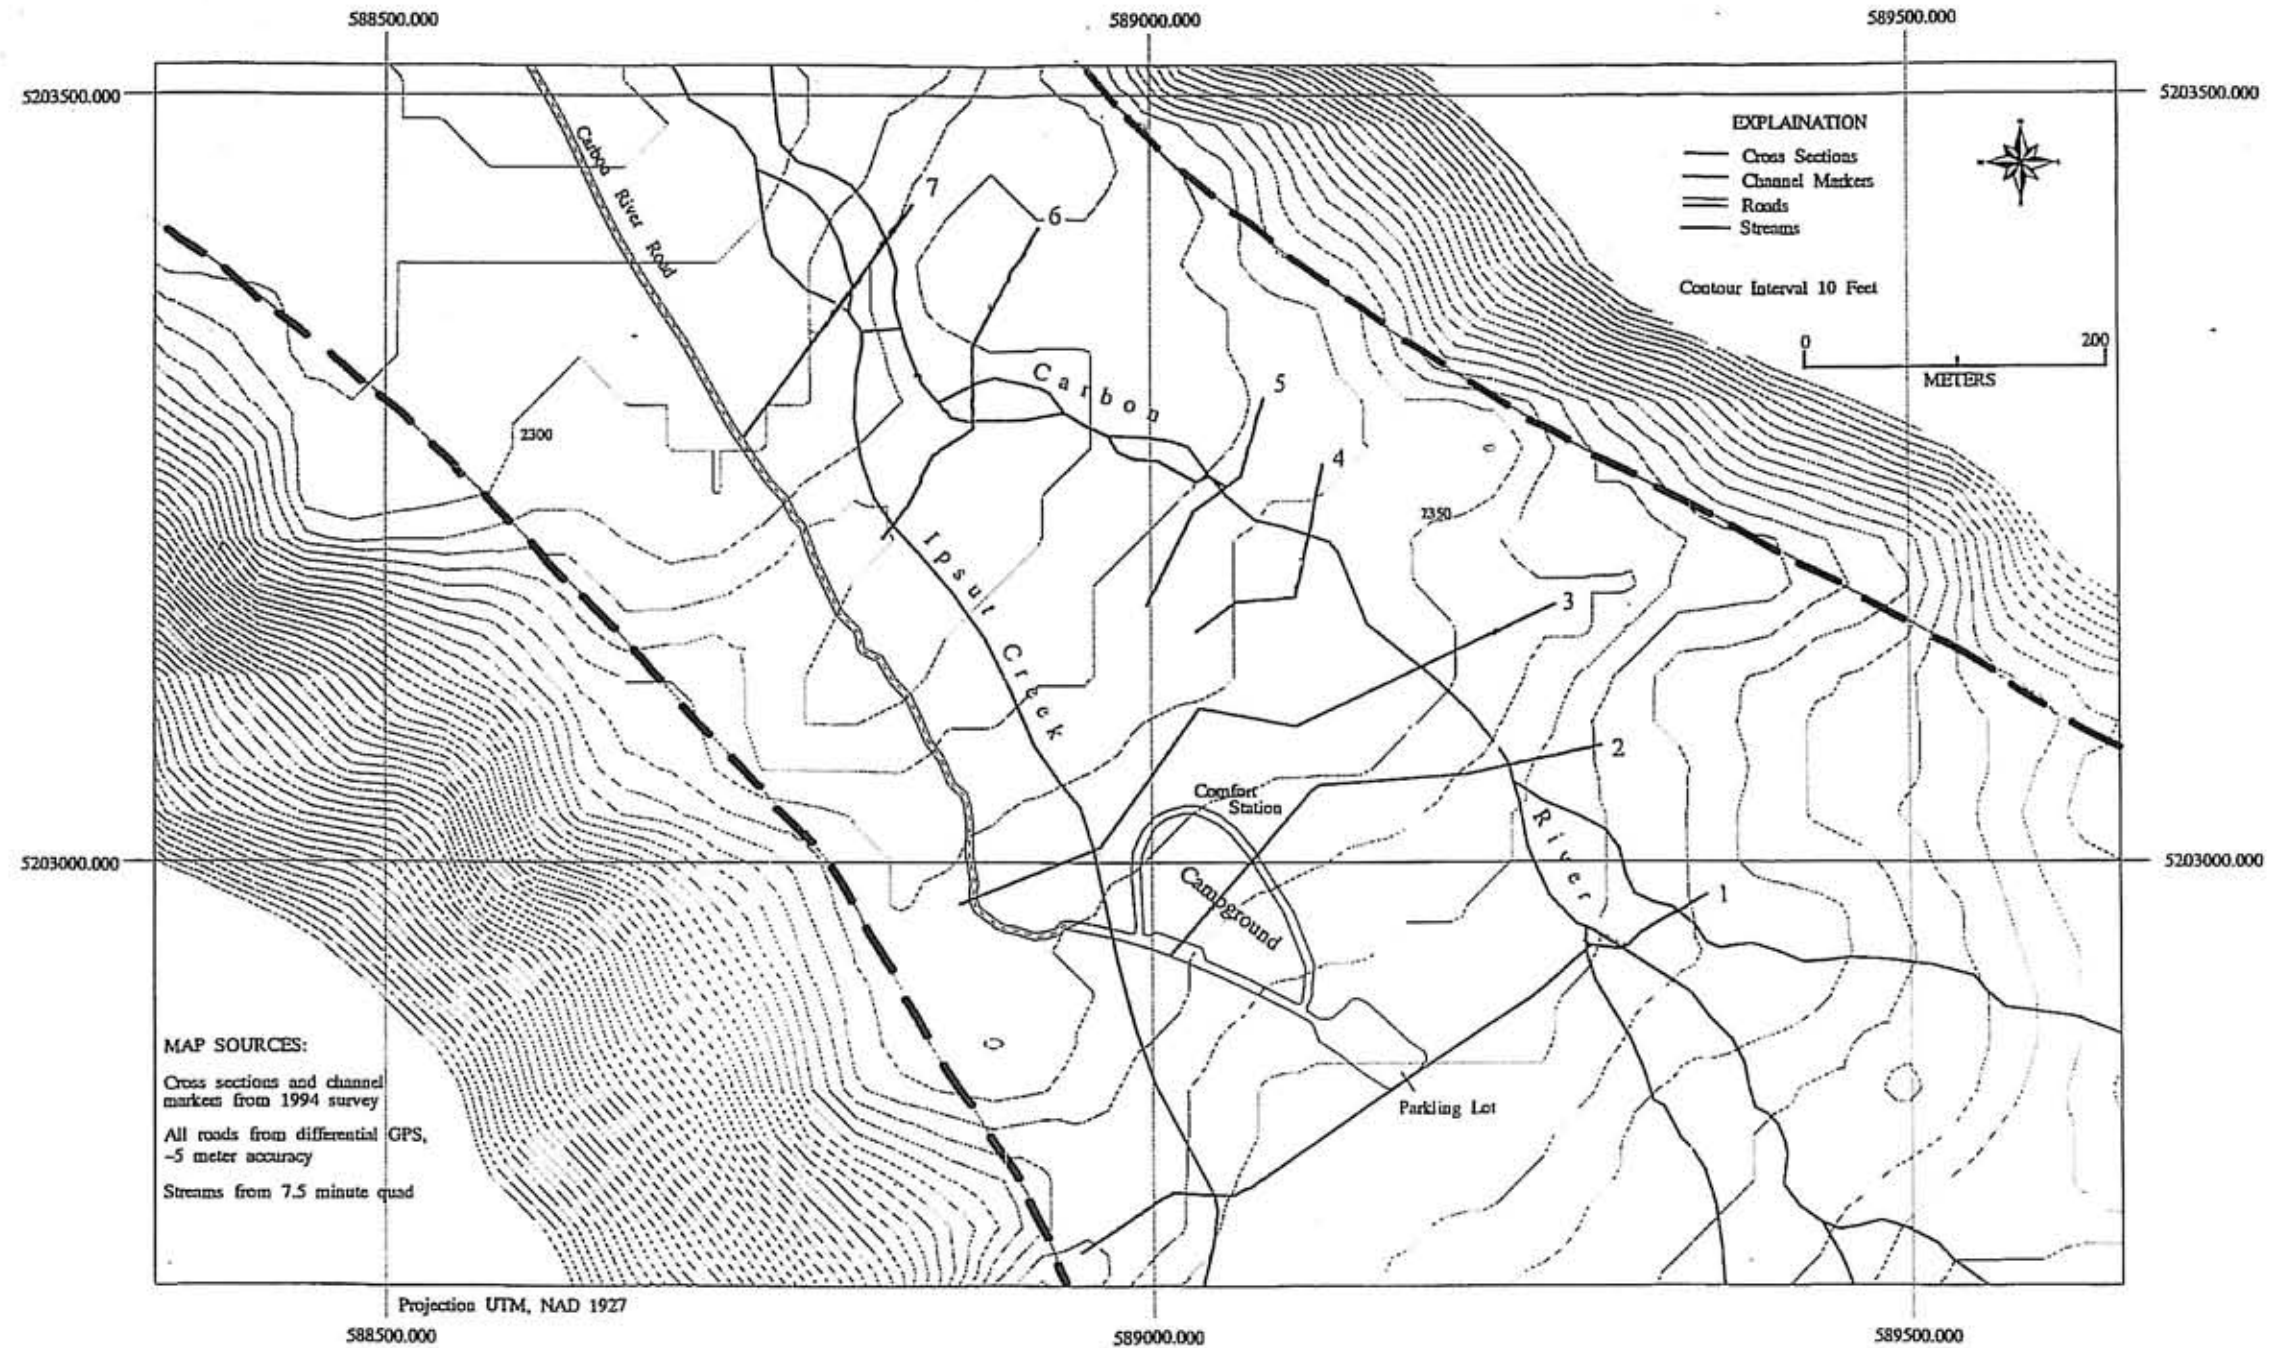 588500.000
589000.000
589500.000
5203500.000
5203500.000
EXPLAINATION
Cross Sections
Channel Markers
Roads
Streams
Contour Interval 10 Feet
0
200
METERS
Carbon River Road
7
6
Carbon
5
4
2300
2350
Ipsut Creek
3
2
Comfort
Station
River
5203000.000
5203000.000
Campground
1
Parkling Lot
MAP SOURCES:
Cross sections and channel
markers from 1994 survey
All roads from differential GPS,
~5 meter accuracy
Streams from 7.5 minute quad
Projection UTM, NAD 1927
588500.000
589000.000
589500.000